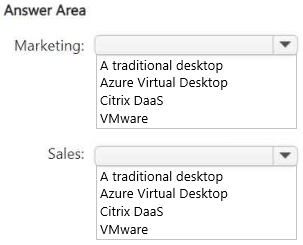 Answer Area
Marketing:
A traditional desktop
Azure Virtual Desktop
Citrix DaaS
VMware
Sales:
A traditional desktop
Azure Virtual Desktop
Citrix DaaS
VMware